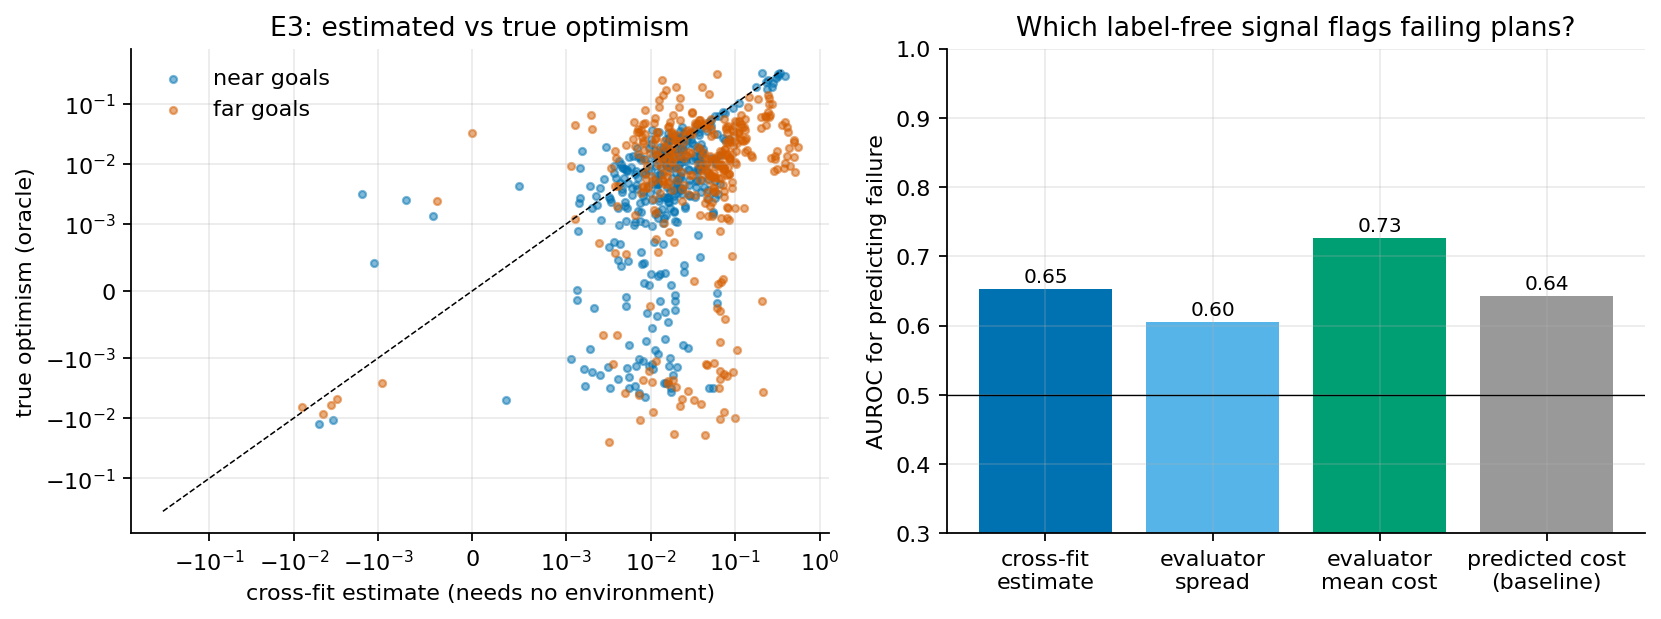 E3: estimated vs true optimism
near goals
far goals
10⁻¹
10⁻²
10⁻³
0
−10⁻³
−10⁻²
−10⁻¹
true optimism (oracle)
−10⁻¹ −10⁻² −10⁻³ 0 10⁻³ 10⁻² 10⁻¹ 10⁰
cross-fit estimate (needs no environment)
Which label-free signal flags failing plans?
1.0
0.9
0.8
0.7
0.6
0.5
0.4
0.3
AUROC for predicting failure
0.65
0.60
0.73
0.64
cross-fit
estimate
evaluator
spread
evaluator
mean cost
predicted cost
(baseline)